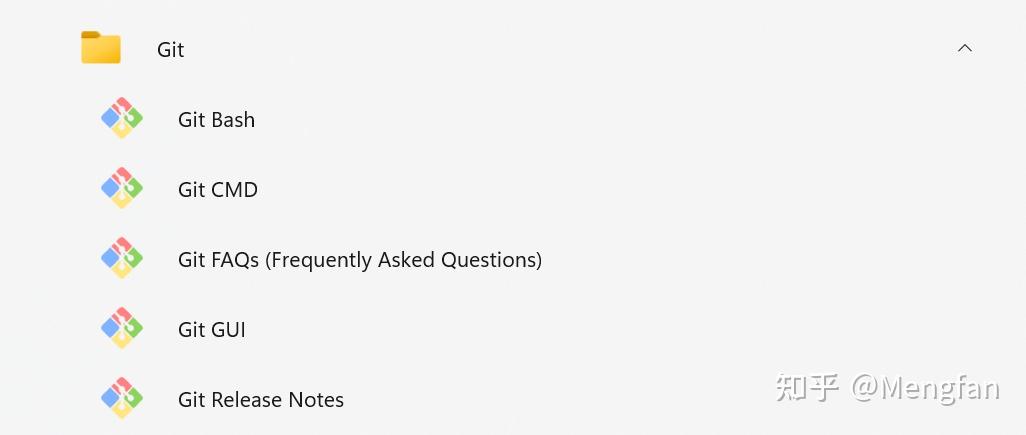 Git
Git Bash
Git CMD
Git FAQs (Frequently Asked Questions)
Git GUI
Git Release Notes
知乎 @Mengfan